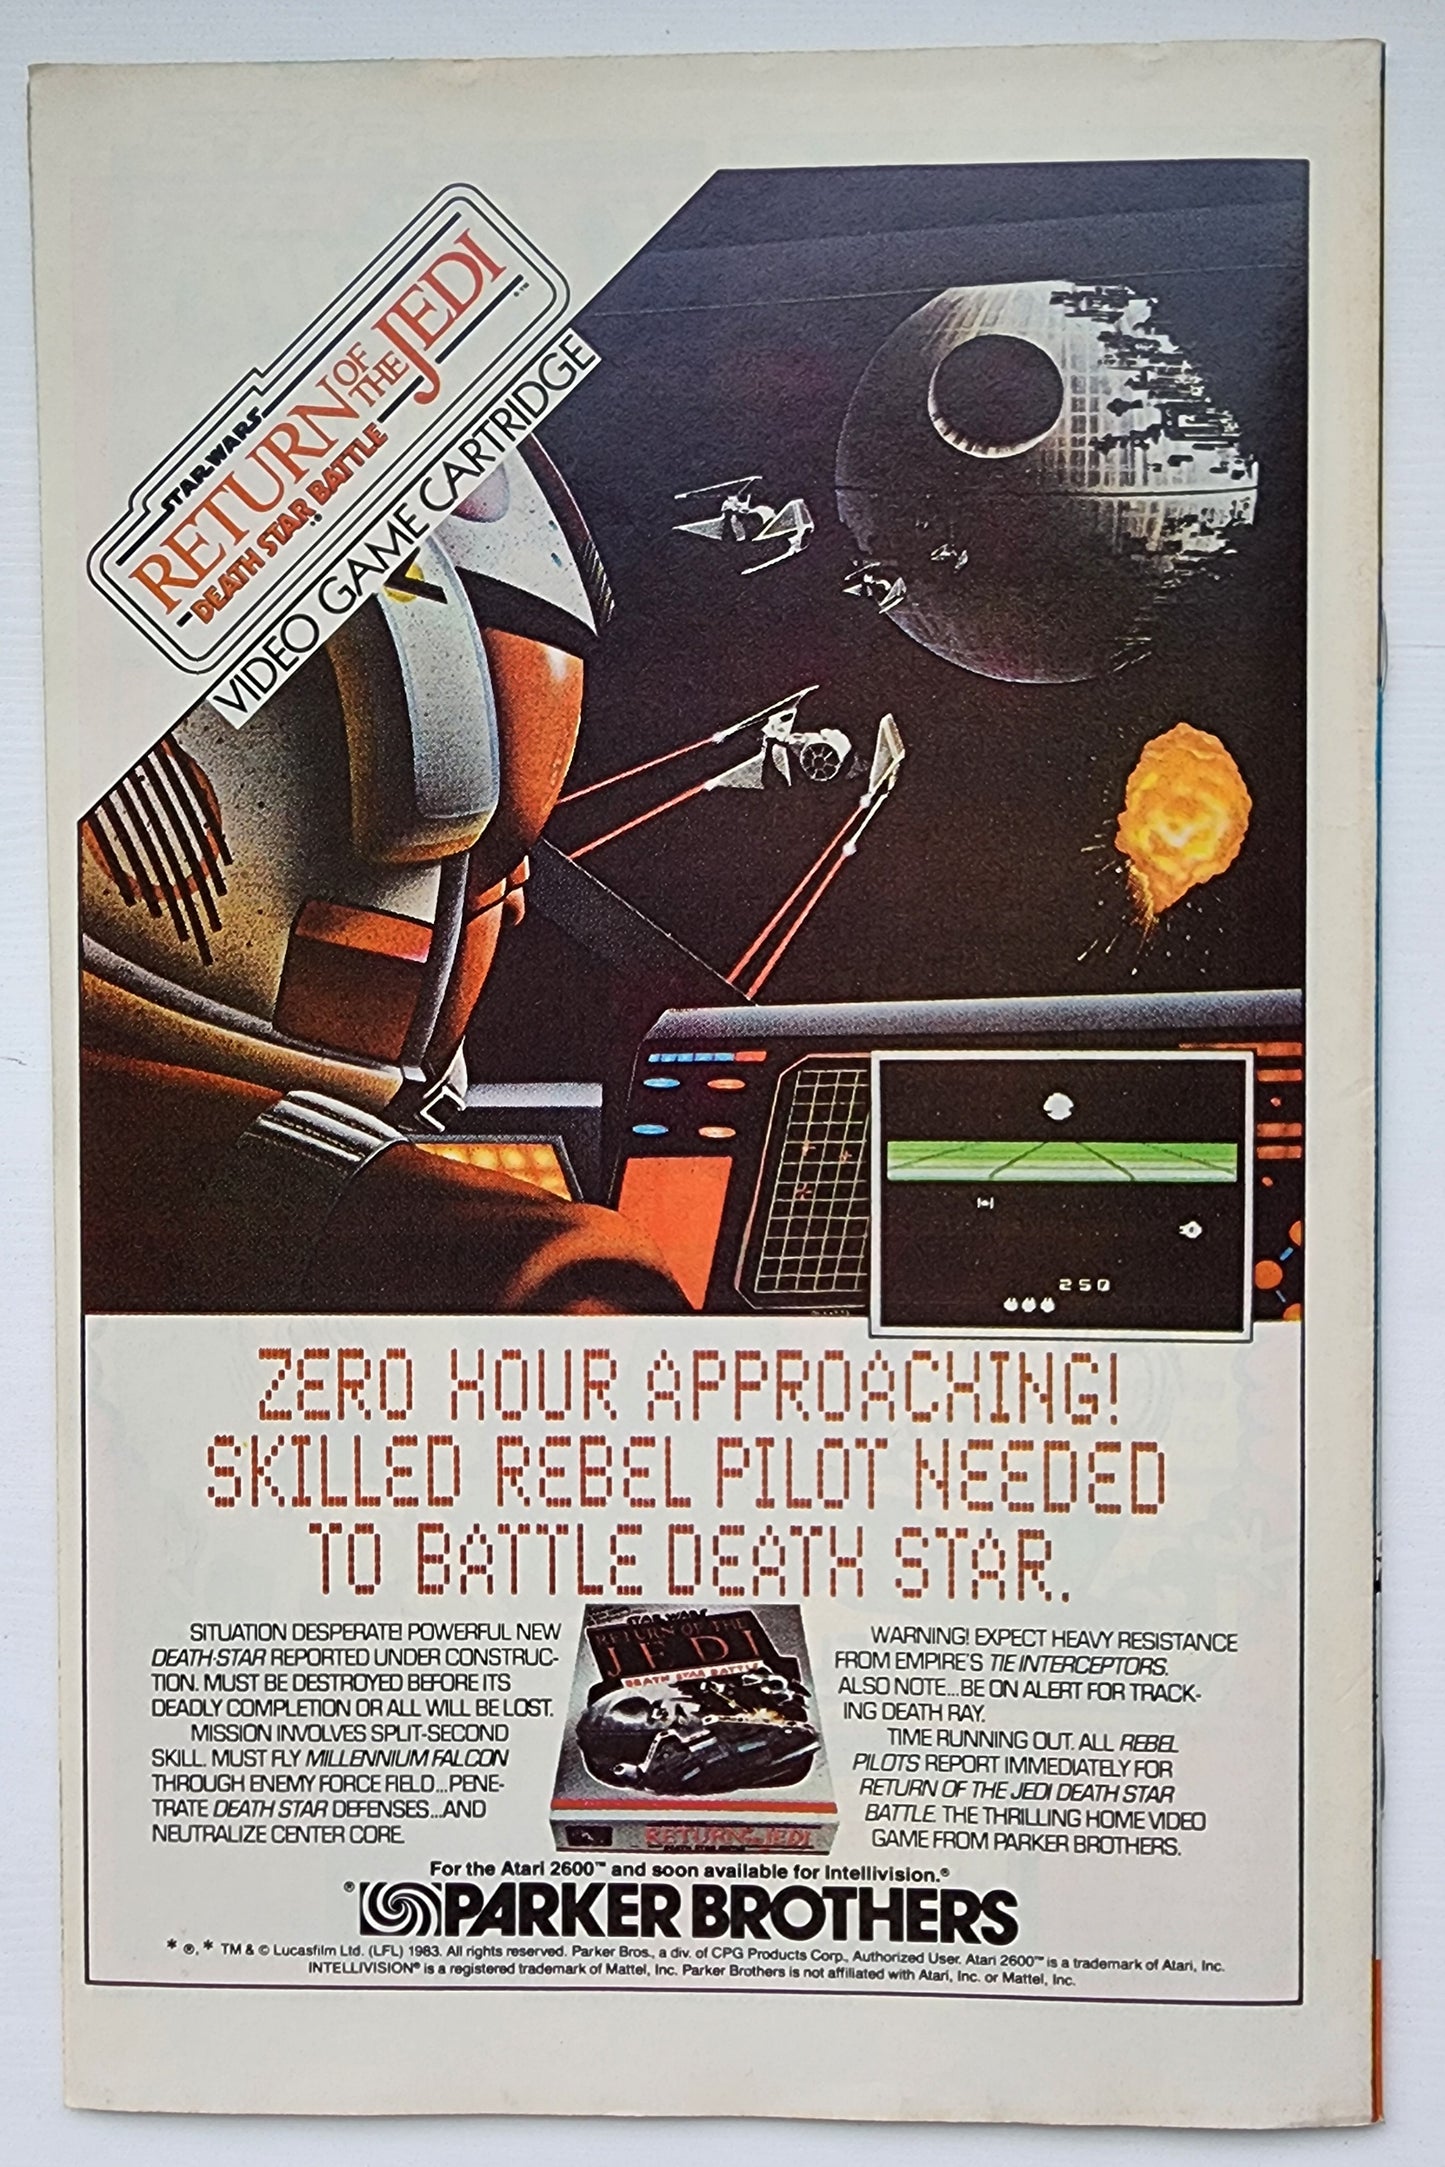 STAR WARS
RETURN OF THE JEDI
DEATH STAR BATTLE
VIDEO GAME CARTRIDGE
250
ZERO HOUR APPROACHING!
SKILLED REBEL PILOT NEEDED
TO BATTLE DEATH STAR.
SITUATION DESPERATE! POWERFUL NEW
DEATH-STAR REPORTED UNDER CONSTRUC-
TION. MUST BE DESTROYED BEFORE ITS
DEADLY COMPLETION OR ALL WILL BE LOST.
MISSION INVOLVES SPLIT-SECOND
SKILL. MUST FLY MILLENNIUM FALCON
THROUGH ENEMY FORCE FIELD...PENE-
TRATE DEATH STAR DEFENSES...AND
NEUTRALIZE CENTER CORE.
STAR WARS
RETURN OF THE
JEDI
DEATH STAR BATTLE
RETURN OF THE JEDI
WARNING! EXPECT HEAVY RESISTANCE
FROM EMPIRE'S TIE INTERCEPTORS.
ALSO NOTE...BE ON ALERT FOR TRACK-
ING DEATH RAY.
TIME RUNNING OUT. ALL REBEL
PILOTS REPORT IMMEDIATELY FOR
RETURN OF THE JEDI DEATH STAR
BATTLE. THE THRILLING HOME VIDEO
GAME FROM PARKER BROTHERS.
For the Atari 2600™ and soon available for Intellivision.®
® PARKER BROTHERS
* ®, * TM & © Lucasfilm Ltd. (LFL) 1983. All rights reserved. Parker Bros., a div. of CPG Products Corp., Authorized User. Atari 2600™ is a trademark of Atari, Inc.
INTELLIVISION® is a registered trademark of Mattel, Inc. Parker Brothers is not affiliated with Atari, Inc. or Mattel, Inc.